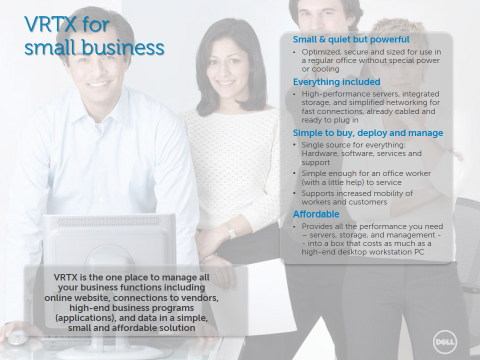 VRTX for
small business
Small & quiet but powerful
• Optimized, secure and sized for use in
a regular office without special power
or cooling
Everything included
• High-performance servers, integrated
storage, and simplified networking for
fast connections, already cabled and
ready to plug in
Simple to buy, deploy and manage
• Single source for everything:
Hardware, software, services and
support
• Simple enough for an office worker
(with a little help) to service
• Supports increased mobility of
workers and customers
Affordable
• Provides all the performance you need
– servers, storage, and management -
- into a box that costs as much as a
high-end desktop workstation PC
VRTX is the one place to manage all
your business functions including
online website, connections to vendors,
high-end business programs
(applications), and data in a simple,
small and affordable solution
DELL